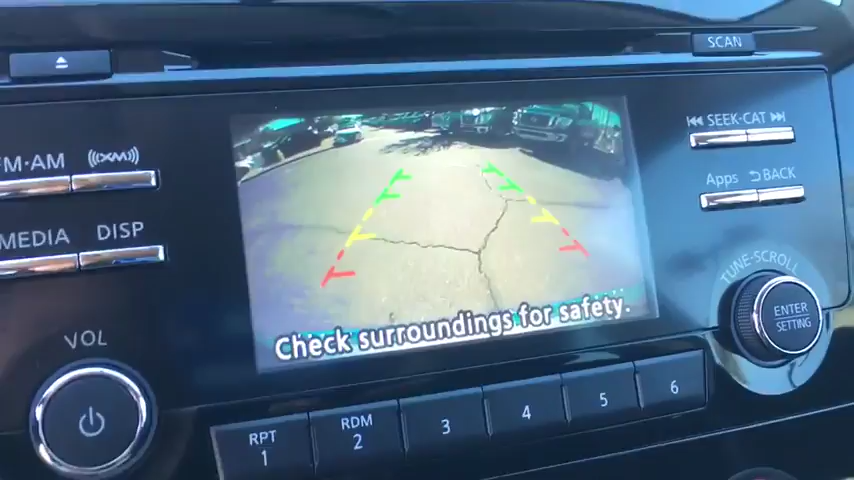 SCAN
FM·AM
((XM))
SEEK·CAT
Apps
BACK
MEDIA
DISP
TUNE·SCROLL
Check surroundings for safety.
VOL
ENTER
SETTING
RPT
1
RDM
2
3
4
5
6